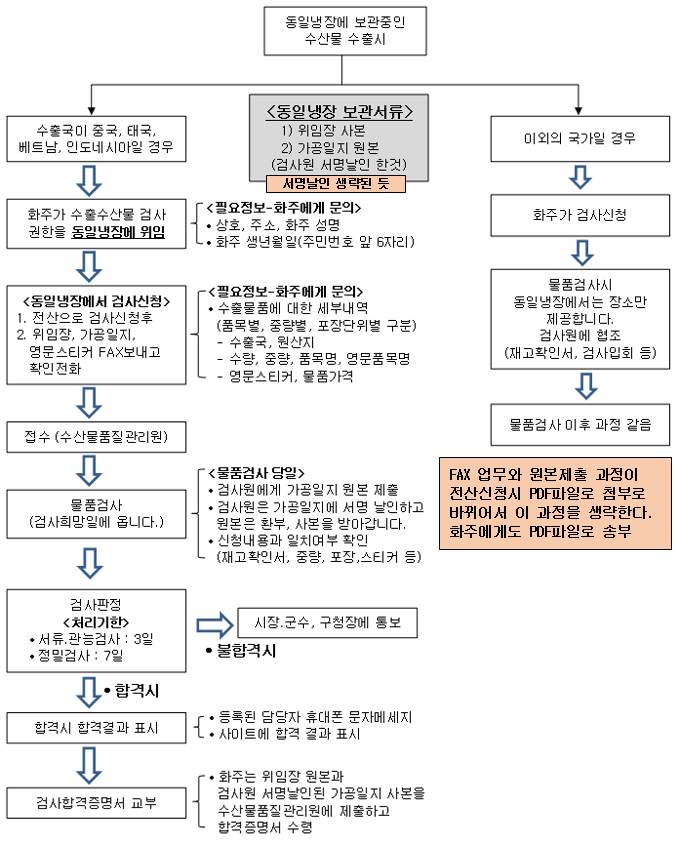 동일냉장에 보관중인
수산물 수출시
수출국이 중국, 태국,
베트남, 인도네시아일 경우
<동일냉장 보관서류>
1) 위임장 사본
2) 가공일지 원본
(검사원 서명날인 한것)
서명날인 생략된 듯
이외의 국가일 경우
화주가 수출수산물 검사
권한을 동일냉장에 위임
<필요정보-화주에게 문의>
• 상호, 주소, 화주 성명
• 화주 생년월일(주민번호 앞 6자리)
화주가 검사신청
<동일냉장에서 검사신청>
1. 전산으로 검사신청후
2. 위임장, 가공일지,
영문스티커 FAX보내고
확인전화
<필요정보-화주에게 문의>
• 수출물품에 대한 세부내역
(품목별, 중량별, 포장단위별 구분)
- 수출국, 원산지
- 수량, 중량, 품목명, 영문품목명
- 영문스티커, 물품가격
물품검사시
동일냉장에서는 장소만
제공합니다.
검사원에 협조
(재고확인서, 검사입회 등)
물품검사 이후 과정 같음
접수 (수산물품질관리원)
FAX 업무와 원본제출 과정이
전산신청시 PDF파일로 첨부로
바뀌어서 이 과정을 생략한다.
화주에게도 PDF파일로 송부
물품검사
(검사희망일에 옵니다.)
<물품검사 당일>
• 검사원에게 가공일지 원본 제출
• 검사원은 가공일지에 서명 날인하고
원본은 환부, 사본을 받아갑니다.
• 신청내용과 일치여부 확인
(재고확인서, 중량, 포장,스티커 등)
검사판정
<처리기한>
• 서류.관능검사 : 3일
• 정밀검사 : 7일
시장.군수, 구청장에 통보
• 불합격시
• 합격시
합격시 합격결과 표시
• 등록된 담당자 휴대폰 문자메세지
• 사이트에 합격 결과 표시
검사합격증명서 교부
• 화주는 위임장 원본과
검사원 서명날인된 가공일지 사본을
수산물품질관리원에 제출하고
합격증명서 수령